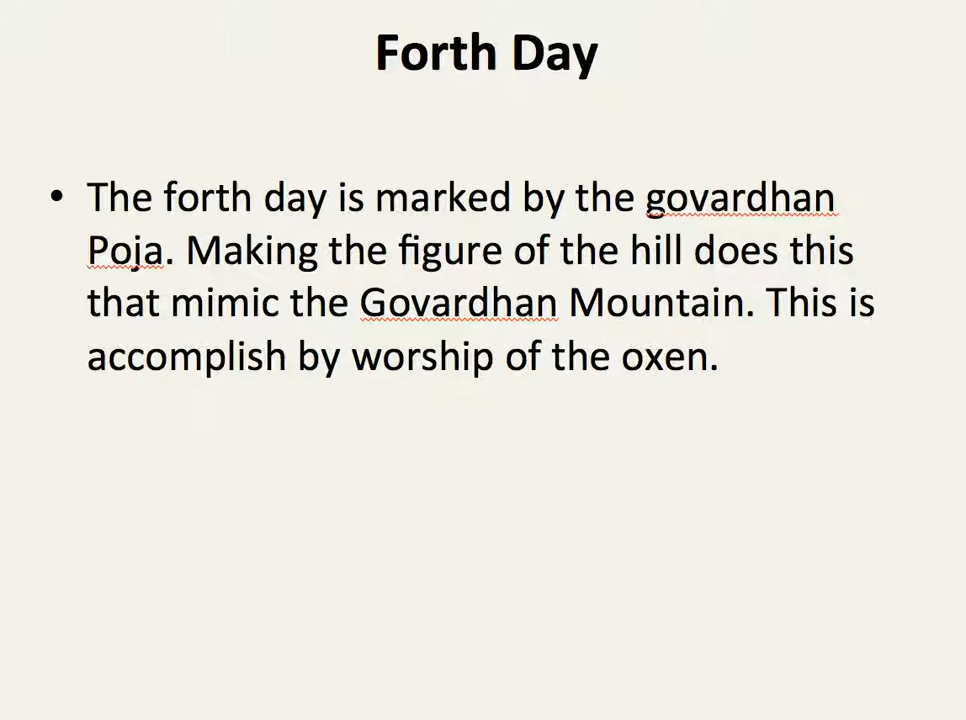 Forth Day
• The forth day is marked by the govardhan
Poja. Making the figure of the hill does this
that mimic the Govardhan Mountain. This is
accomplish by worship of the oxen.